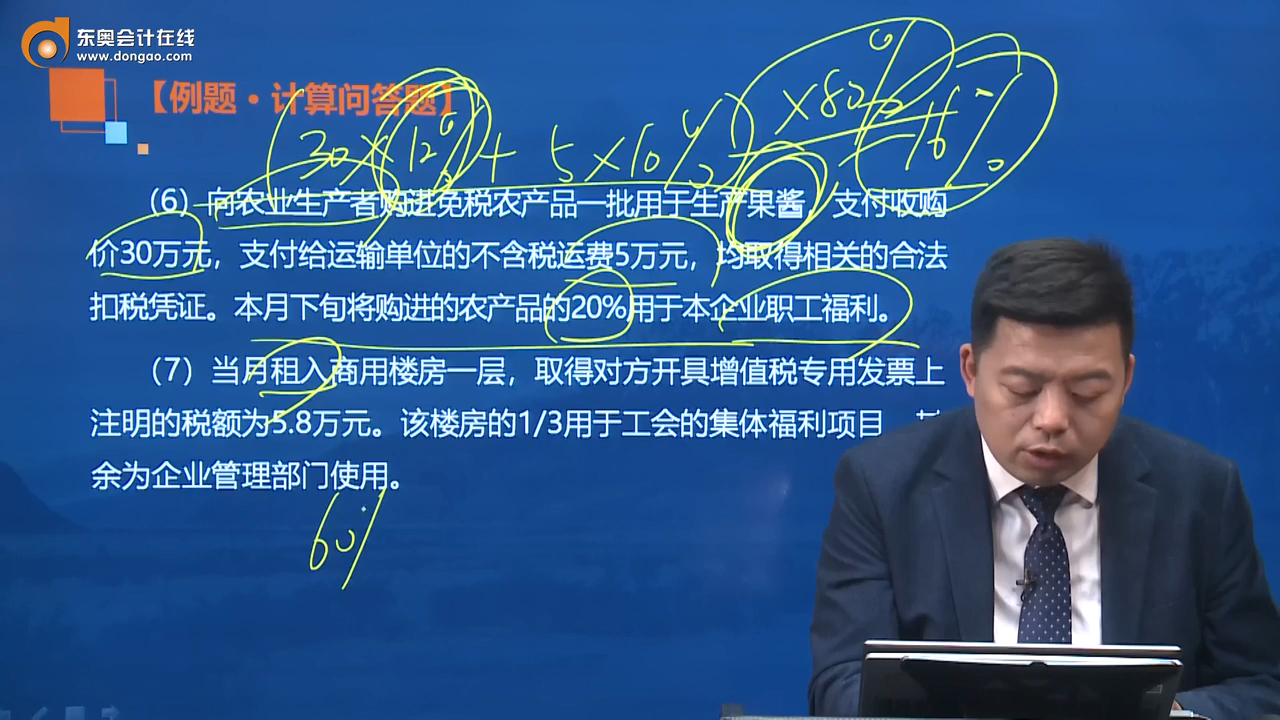 东奥会计在线
www.dongao.com
【例题·计算问答题】
(30×12%+5×10%)×80%
16%
（6）向农业生产者购进免税农产品一批用于生产果酱，支付收购
价30万元，支付给运输单位的不含税运费5万元，均取得相关的合法
扣税凭证。本月下旬将购进的农产品的20%用于本企业职工福利。
（7）当月租入商用楼房一层，取得对方开具增值税专用发票上
注明的税额为5.8万元。该楼房的1/3用于工会的集体福利项目
余为企业管理部门使用。